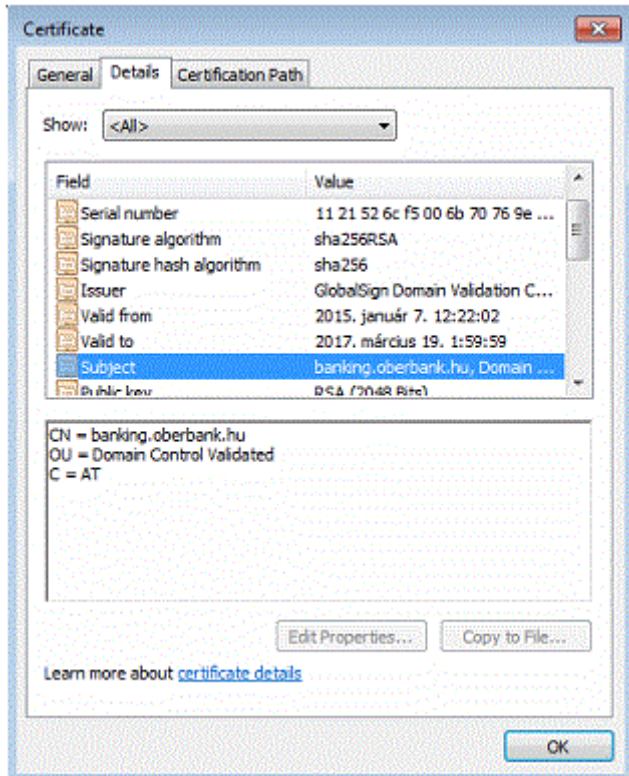 Certificate
General Details Certification Path
Show: <All>
Field Value
Serial number 11 21 52 6c f5 00 6b 70 76 9e ...
Signature algorithm sha256RSA
Signature hash algorithm sha256
Issuer GlobalSign Domain Validation C...
Valid from 2015. január 7. 12:22:02
Valid to 2017. március 19. 1:59:59
Subject banking.oberbank.hu, Domain ...
Public key RSA (2048 Bits)
CN = banking.oberbank.hu
OU = Domain Control Validated
C = AT
Edit Properties... Copy to File...
Learn more about certificate details
OK